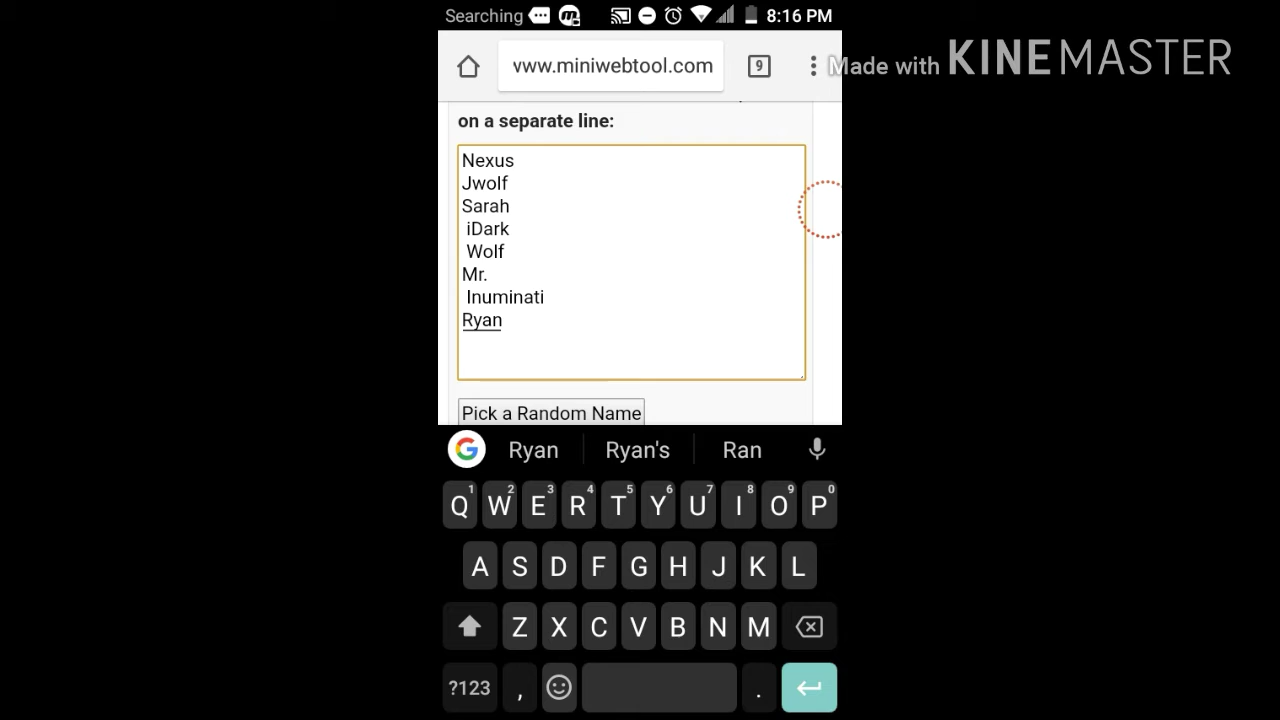 Searching 8:16 PM
www.miniwebtool.com 9
Made with KINEMASTER
on a separate line:
Nexus
Jwolf
Sarah
iDark
Wolf
Mr.
Inuminati
Ryan
Pick a Random Name
G Ryan Ryan's Ran
1 2 3 4 5 6 7 8 9 0
Q W E R T Y U I O P
A S D F G H J K L
Z X C V B N M
?123 , .